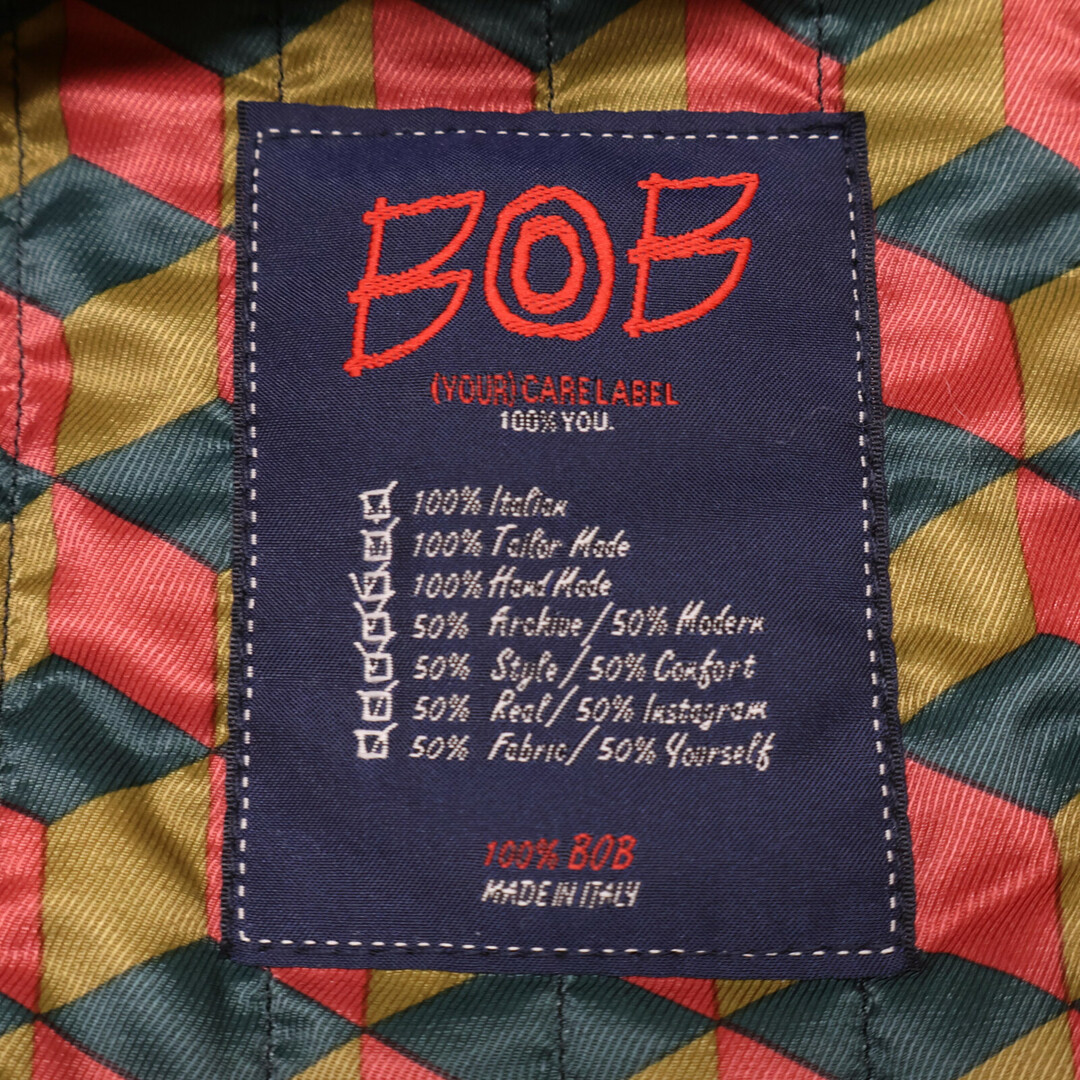 BOB
(YOUR) CARE LABEL
100% YOU.
100% Italian
100% Tailor Made
100% Hand Made
50% Archive/50% Modern
50% Style/50% Confort
50% Real/50% Instagram
50% Fabric/50% Yourself
100% BOB
MADE IN ITALY